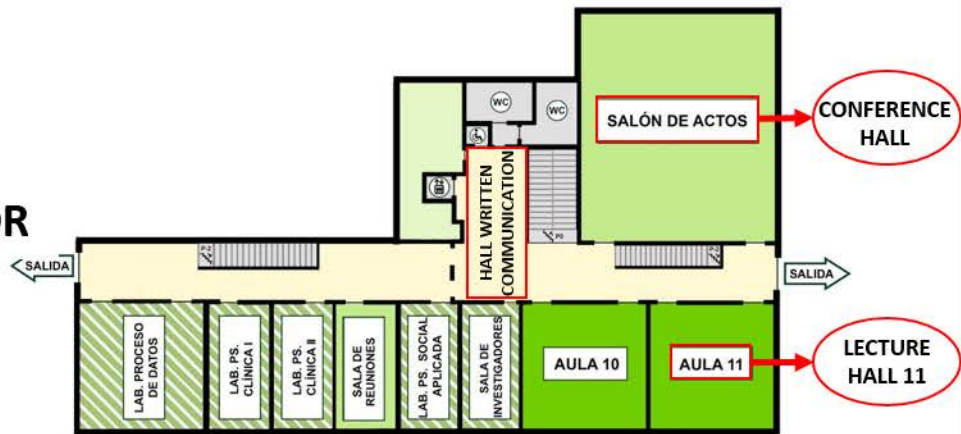 WC
WC
SALÓN DE ACTOS
CONFERENCE
HALL
HALL WRITTEN
COMMUNICATION
P0
SALIDA
SALIDA
LAB. PROCESO
DE DATOS
LAB. PS.
CLÍNICA I
LAB. PS.
CLÍNICA II
SALA DE
REUNIONES
LAB. PS. SOCIAL
APLICADA
SALA DE
INVESTIGADORES
AULA 10
AULA 11
LECTURE
HALL 11